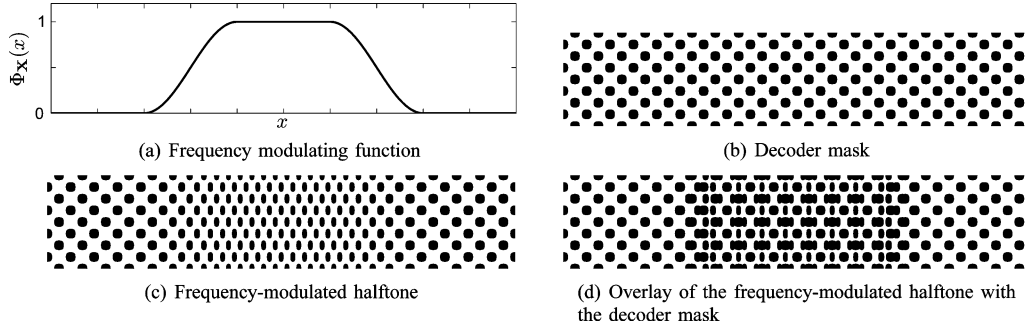 1
Φ𝐗(x)
0
x
(a) Frequency modulating function
(b) Decoder mask
(c) Frequency-modulated halftone
(d) Overlay of the frequency-modulated halftone with
the decoder mask